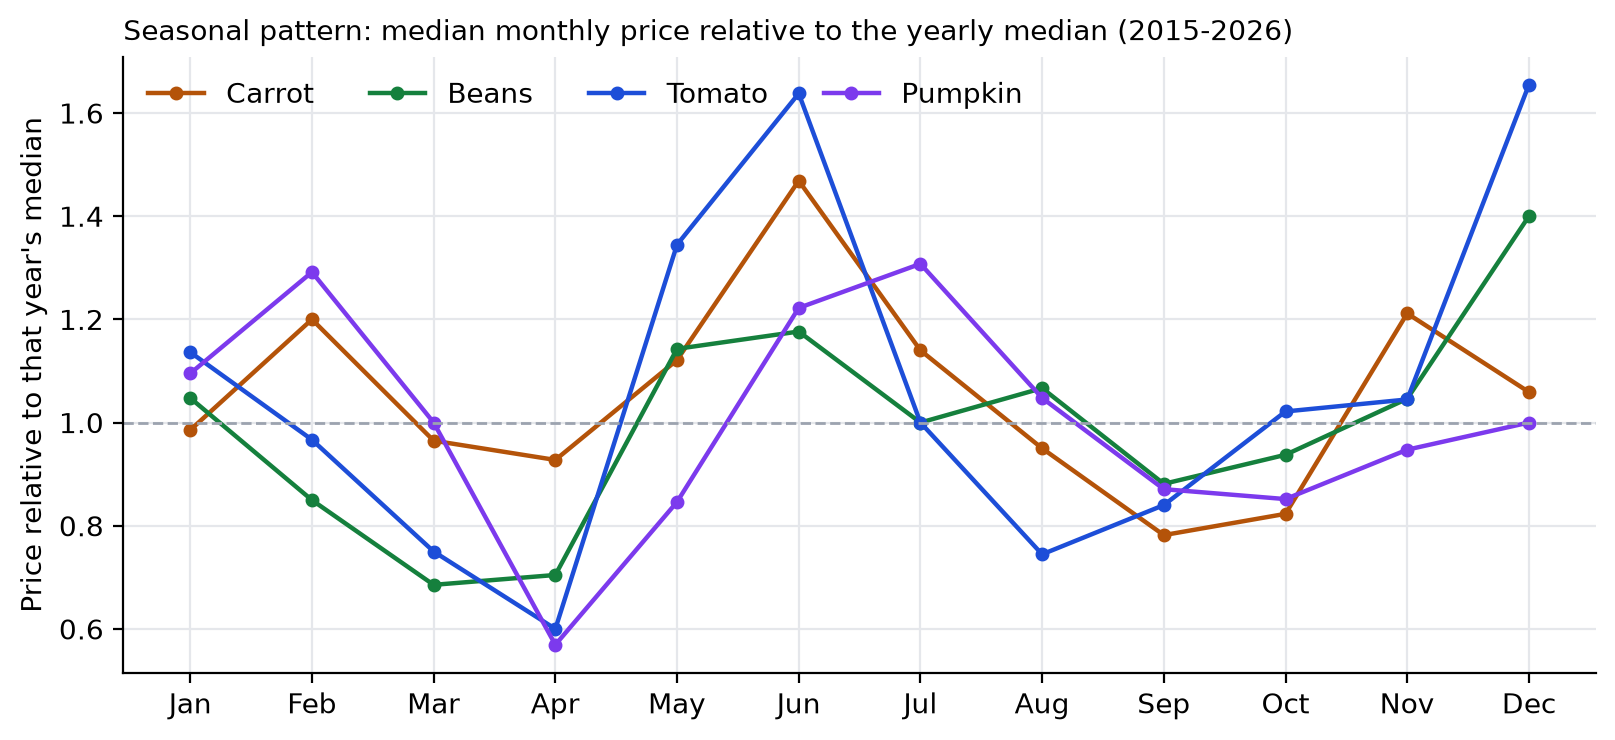 Seasonal pattern: median monthly price relative to the yearly median (2015-2026)
Carrot Beans Tomato Pumpkin
Price relative to that year's median
1.6
1.4
1.2
1.0
0.8
0.6
Jan Feb Mar Apr May Jun Jul Aug Sep Oct Nov Dec